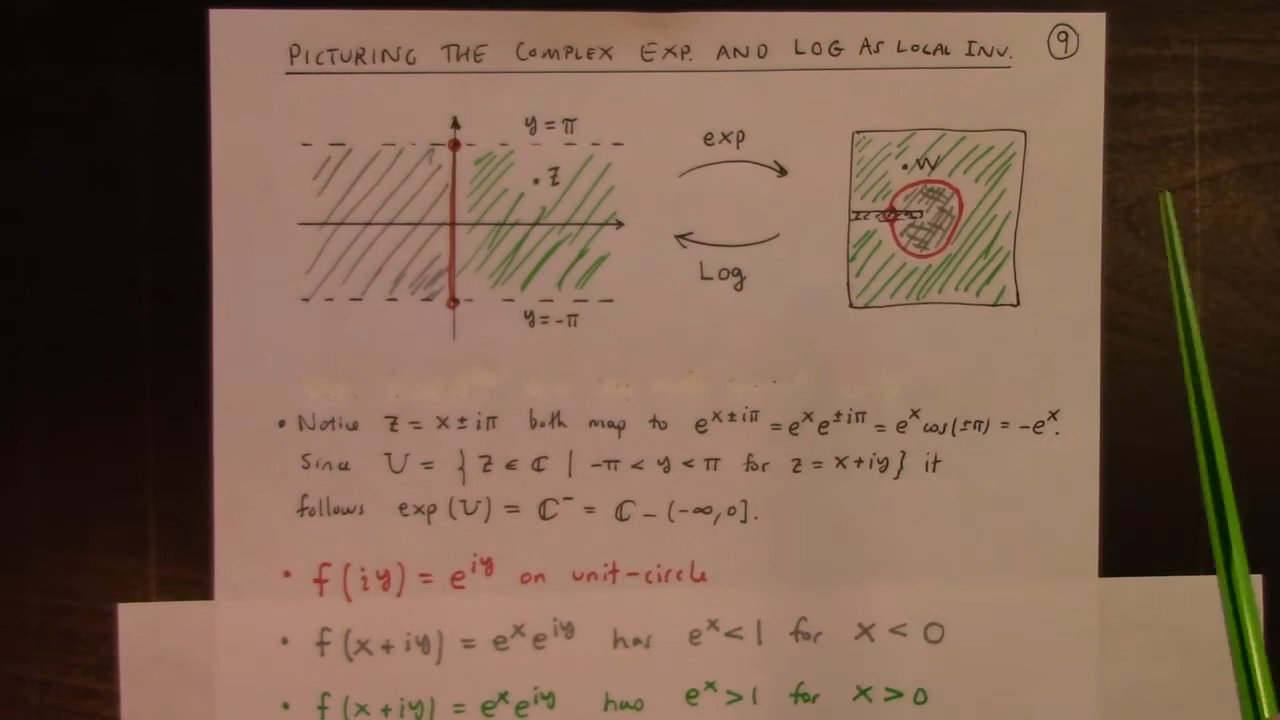 PICTURING THE COMPLEX EXP. AND LOG AS LOCAL INV. 9
y = π
exp
• Z
• W
Log
y = -π
• Notice Z = x ± iπ both map to e^{x±iπ} = e^x e^{±iπ} = e^x cos(±π) = -e^x.
Since U = { Z ∈ ℂ | -π < y < π for z = x+iy } it
follows exp(U) = ℂ⁻ = ℂ - (-∞,0].
• f(iy) = e^{iy} on unit-circle
• f(x+iy) = e^x e^{iy} has e^x < 1 for x < 0
• f(x+iy) = e^x e^{iy} has e^x > 1 for x > 0